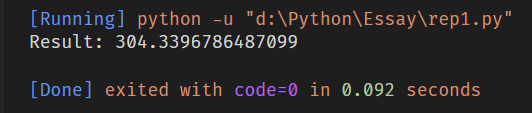 [Running] python -u "d:\Python\Essay\rep1.py"
Result: 304.3396786487099
[Done] exited with code=0 in 0.092 seconds